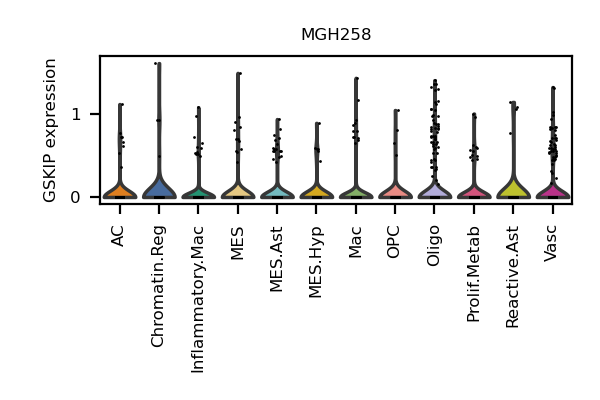 MGH258
GSKIP expression
1
0
AC
Chromatin.Reg
Inflammatory.Mac
MES
MES.Ast
MES.Hyp
Mac
OPC
Oligo
Prolif.Metab
Reactive.Ast
Vasc